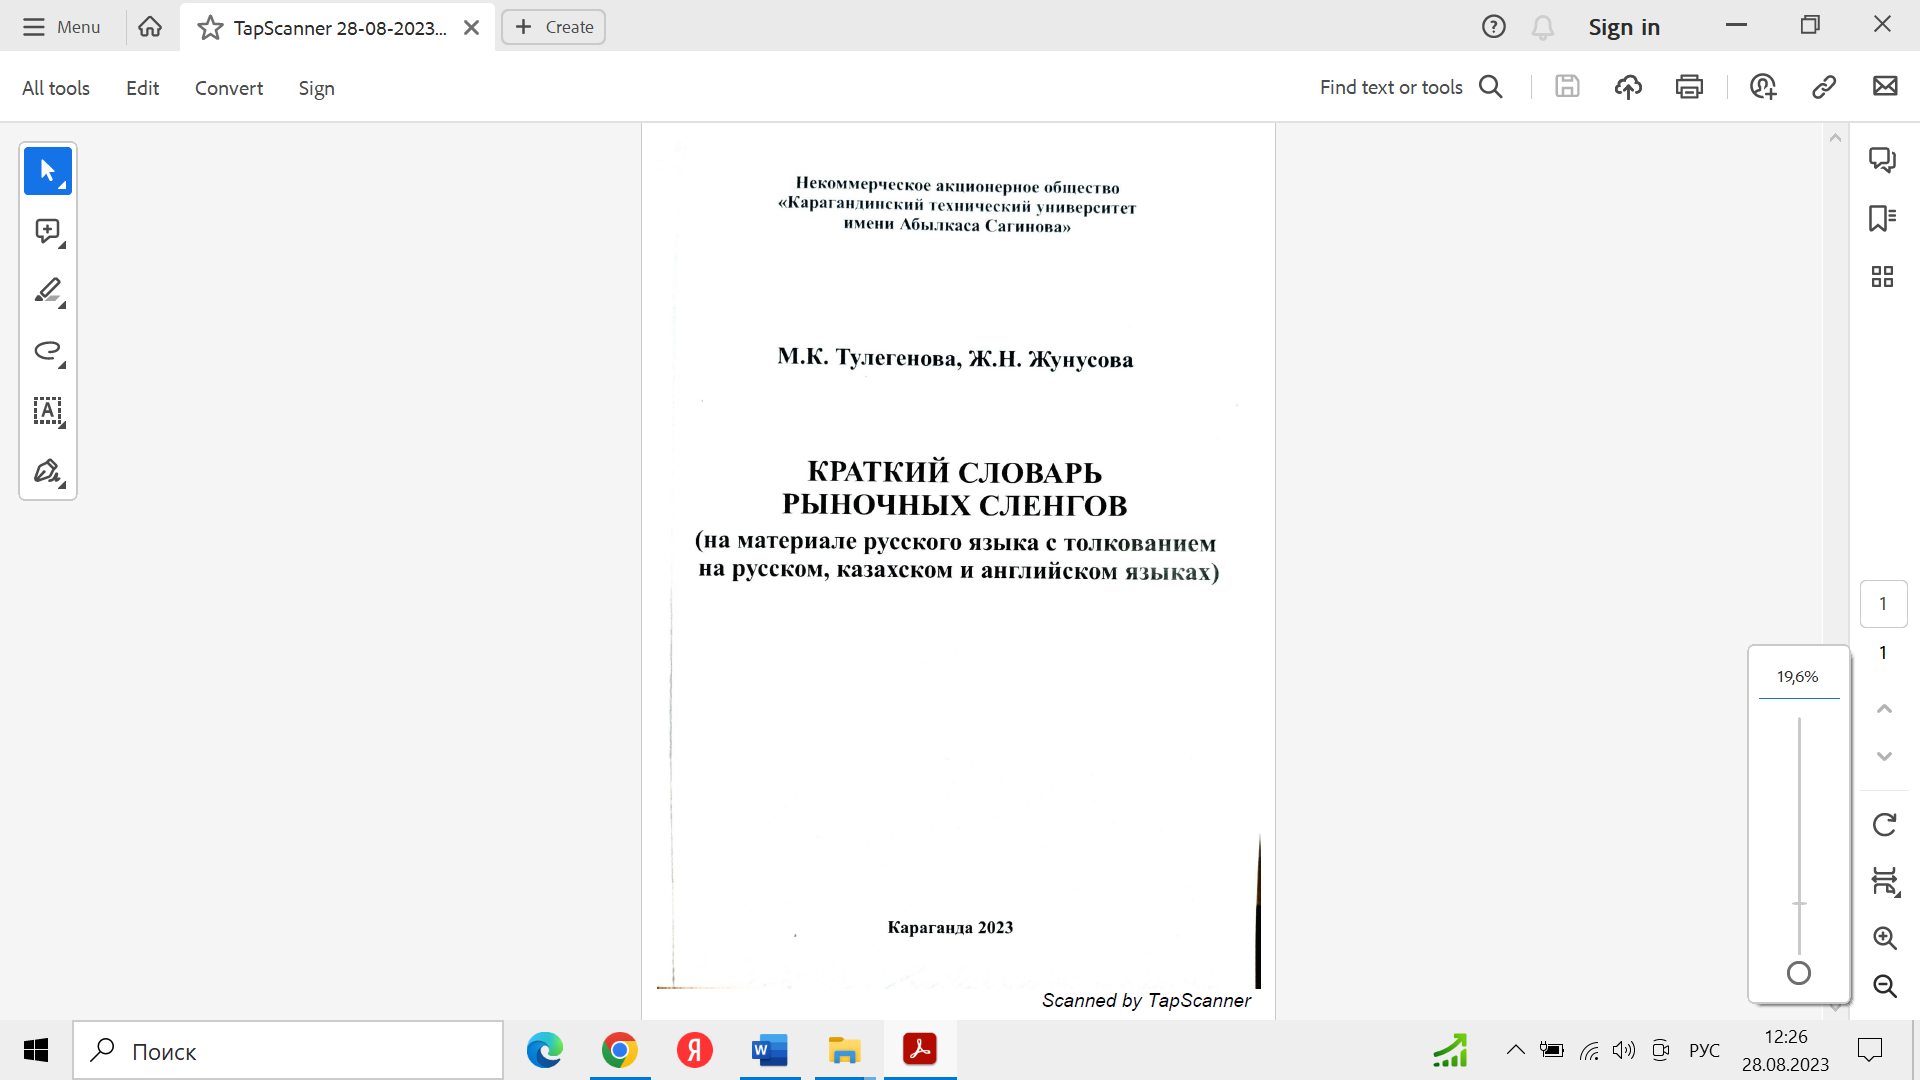 Menu
TapScanner 28-08-2023...
Create
Sign in
All tools
Edit
Convert
Sign
Find text or tools
Некоммерческое акционерное общество
«Карагандинский технический университет
имени Абылкаса Сагинова»
М.К. Тулегенова, Ж.Н. Жунусова
КРАТКИЙ СЛОВАРЬ
РЫНОЧНЫХ СЛЕНГОВ
(на материале русского языка с толкованием
на русском, казахском и английском языках)
Караганда 2023
Scanned by TapScanner
1
1
19,6%
Поиск
РУС
12:26
28.08.2023